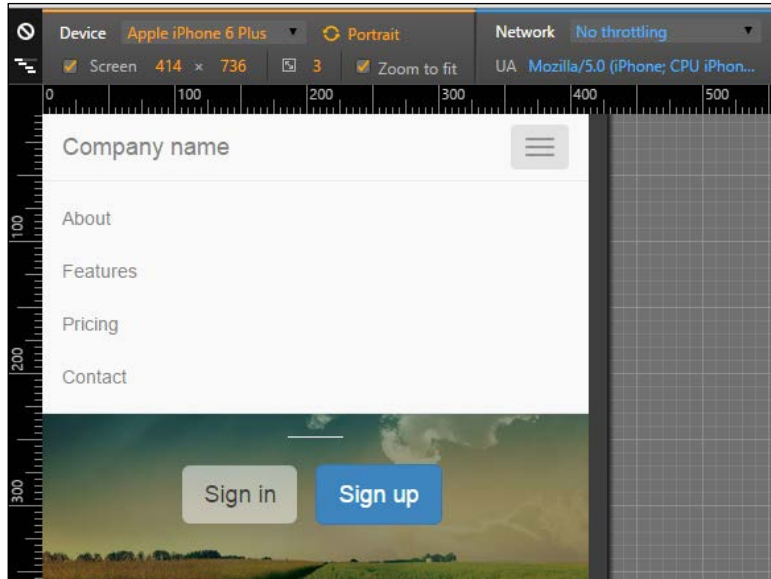 Device Apple iPhone 6 Plus Portrait Network No throttling
Screen 414 × 736 3 Zoom to fit UA Mozilla/5.0 (iPhone; CPU iPhon...
0 100 200 300 400 500
Company name
About
100
Features
Pricing
200
Contact
Sign in Sign up
300